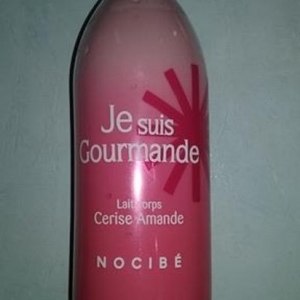 Je suis
Gourmande
Lait corps
Cerise Amande
NOCIBÉ